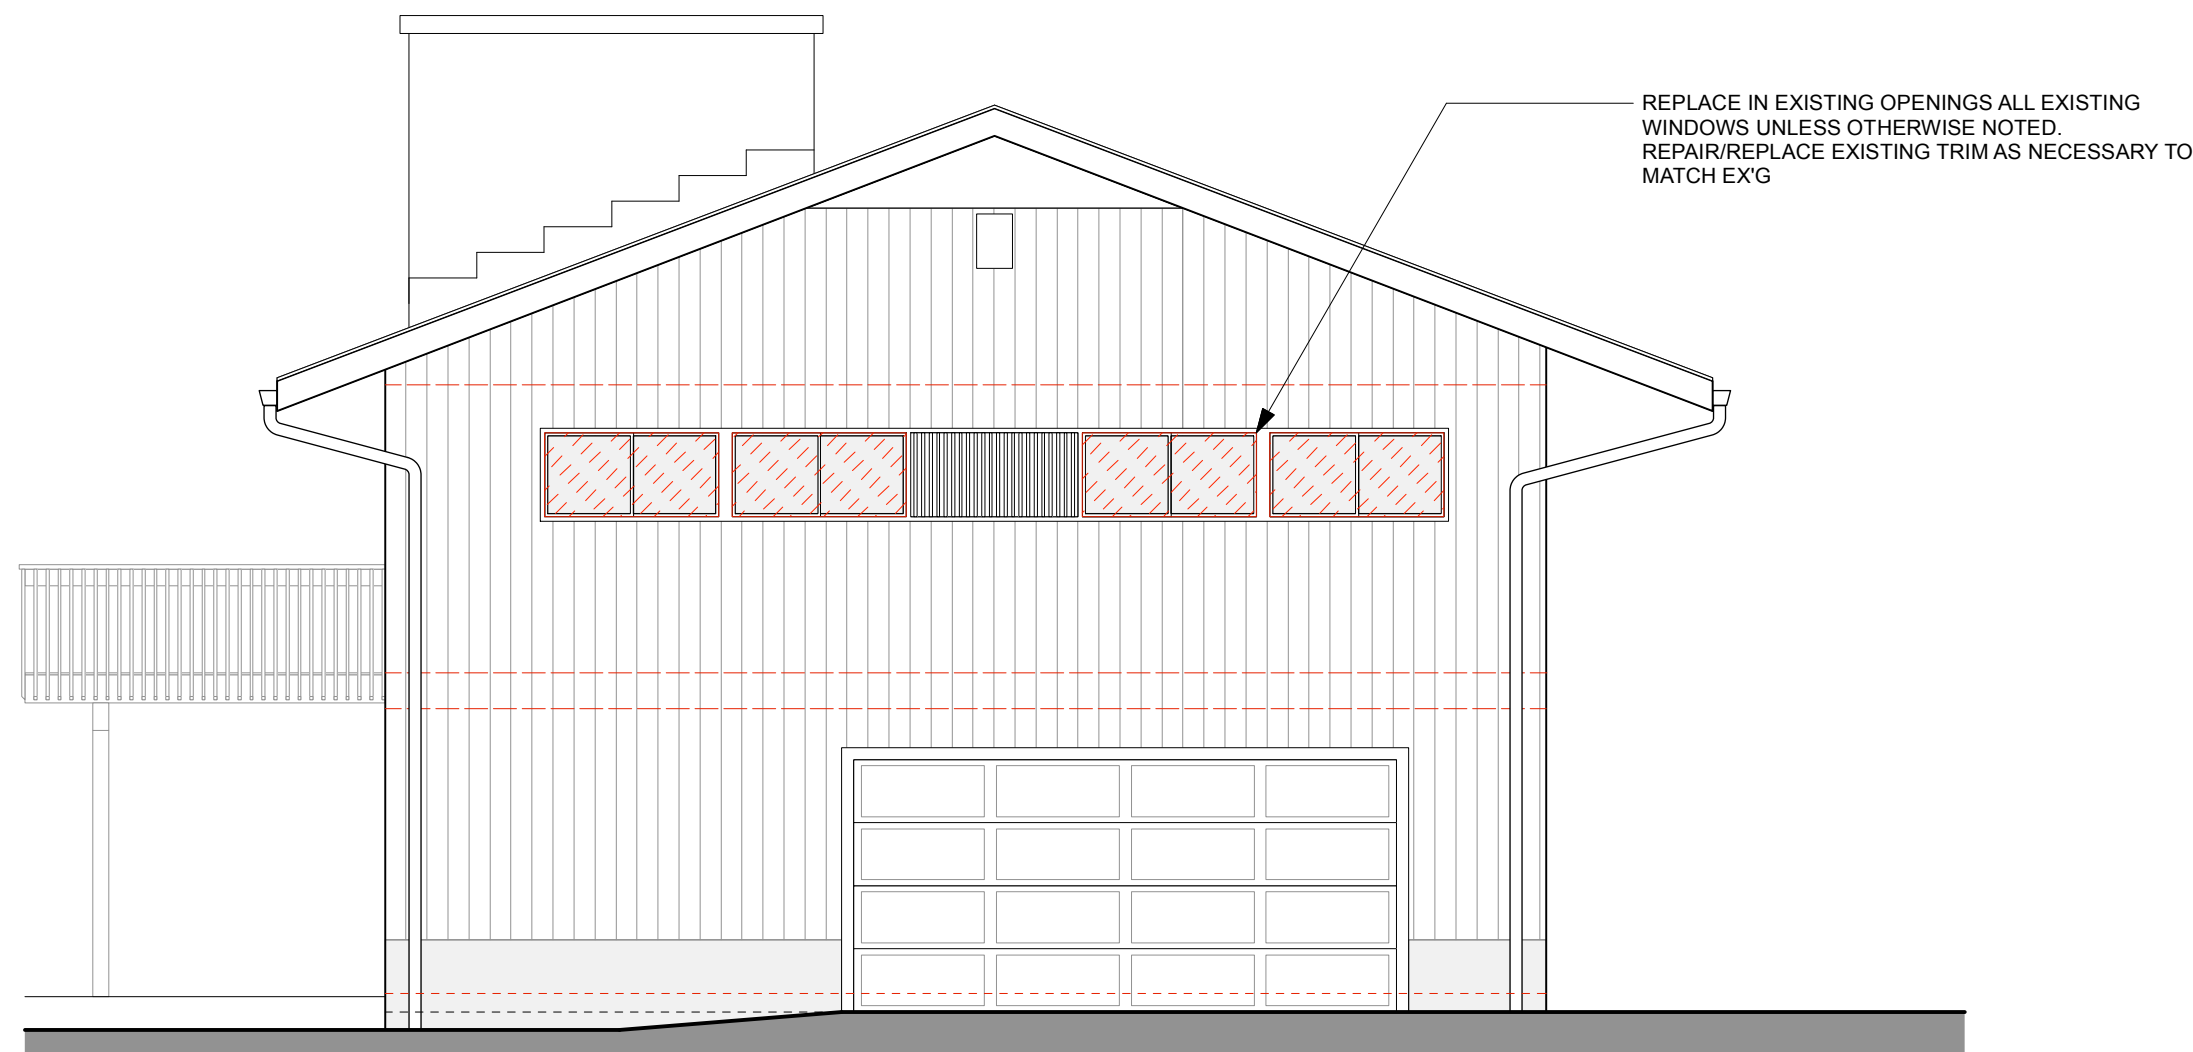 REPLACE IN EXISTING OPENINGS ALL EXISTING
WINDOWS UNLESS OTHERWISE NOTED.
REPAIR/REPLACE EXISTING TRIM AS NECESSARY TO
MATCH EX'G